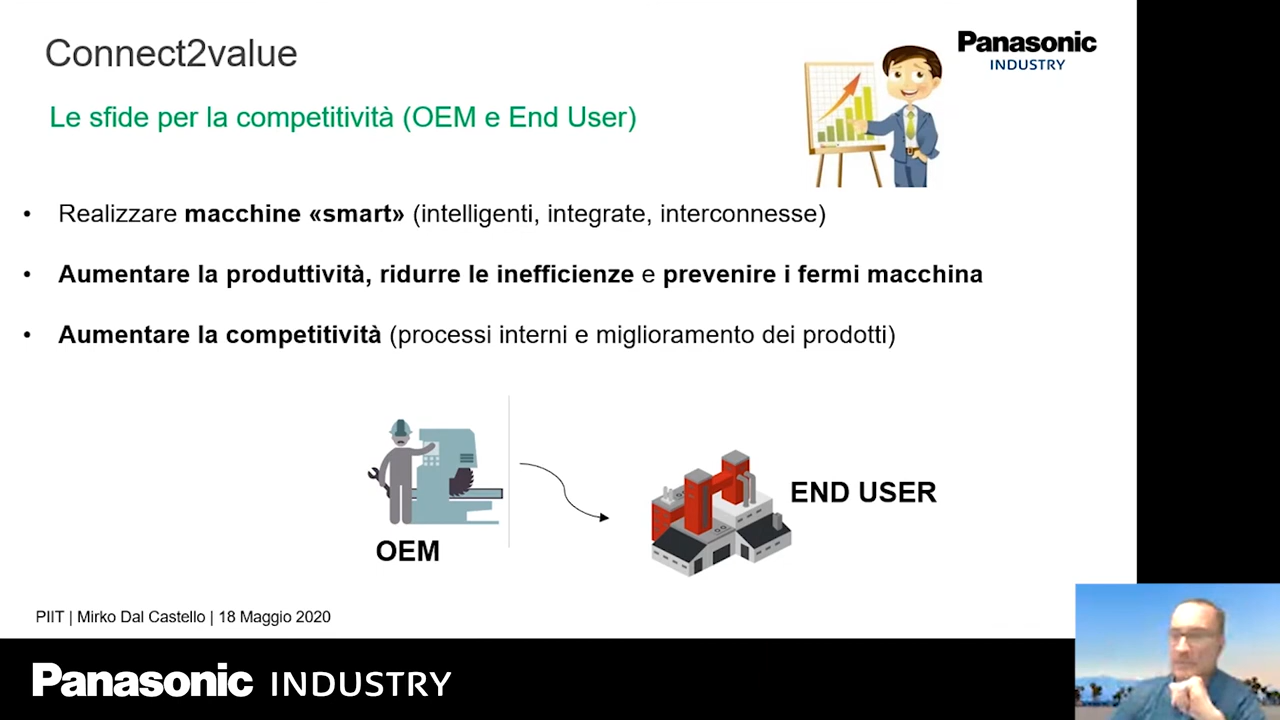 Connect2value
Panasonic
INDUSTRY
Le sfide per la competitività (OEM e End User)
• Realizzare macchine «smart» (intelligenti, integrate, interconnesse)
• Aumentare la produttività, ridurre le inefficienze e prevenire i fermi macchina
• Aumentare la competitività (processi interni e miglioramento dei prodotti)
END USER
OEM
PIIT | Mirko Dal Castello | 18 Maggio 2020
Panasonic INDUSTRY